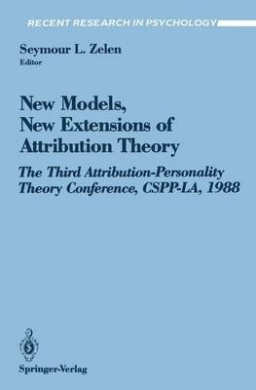 RECENT RESEARCH IN PSYCHOLOGY
Seymour L. Zelen
Editor
New Models,
New Extensions of
Attribution Theory
The Third Attribution-Personality
Theory Conference, CSPP-LA, 1988
Springer-Verlag